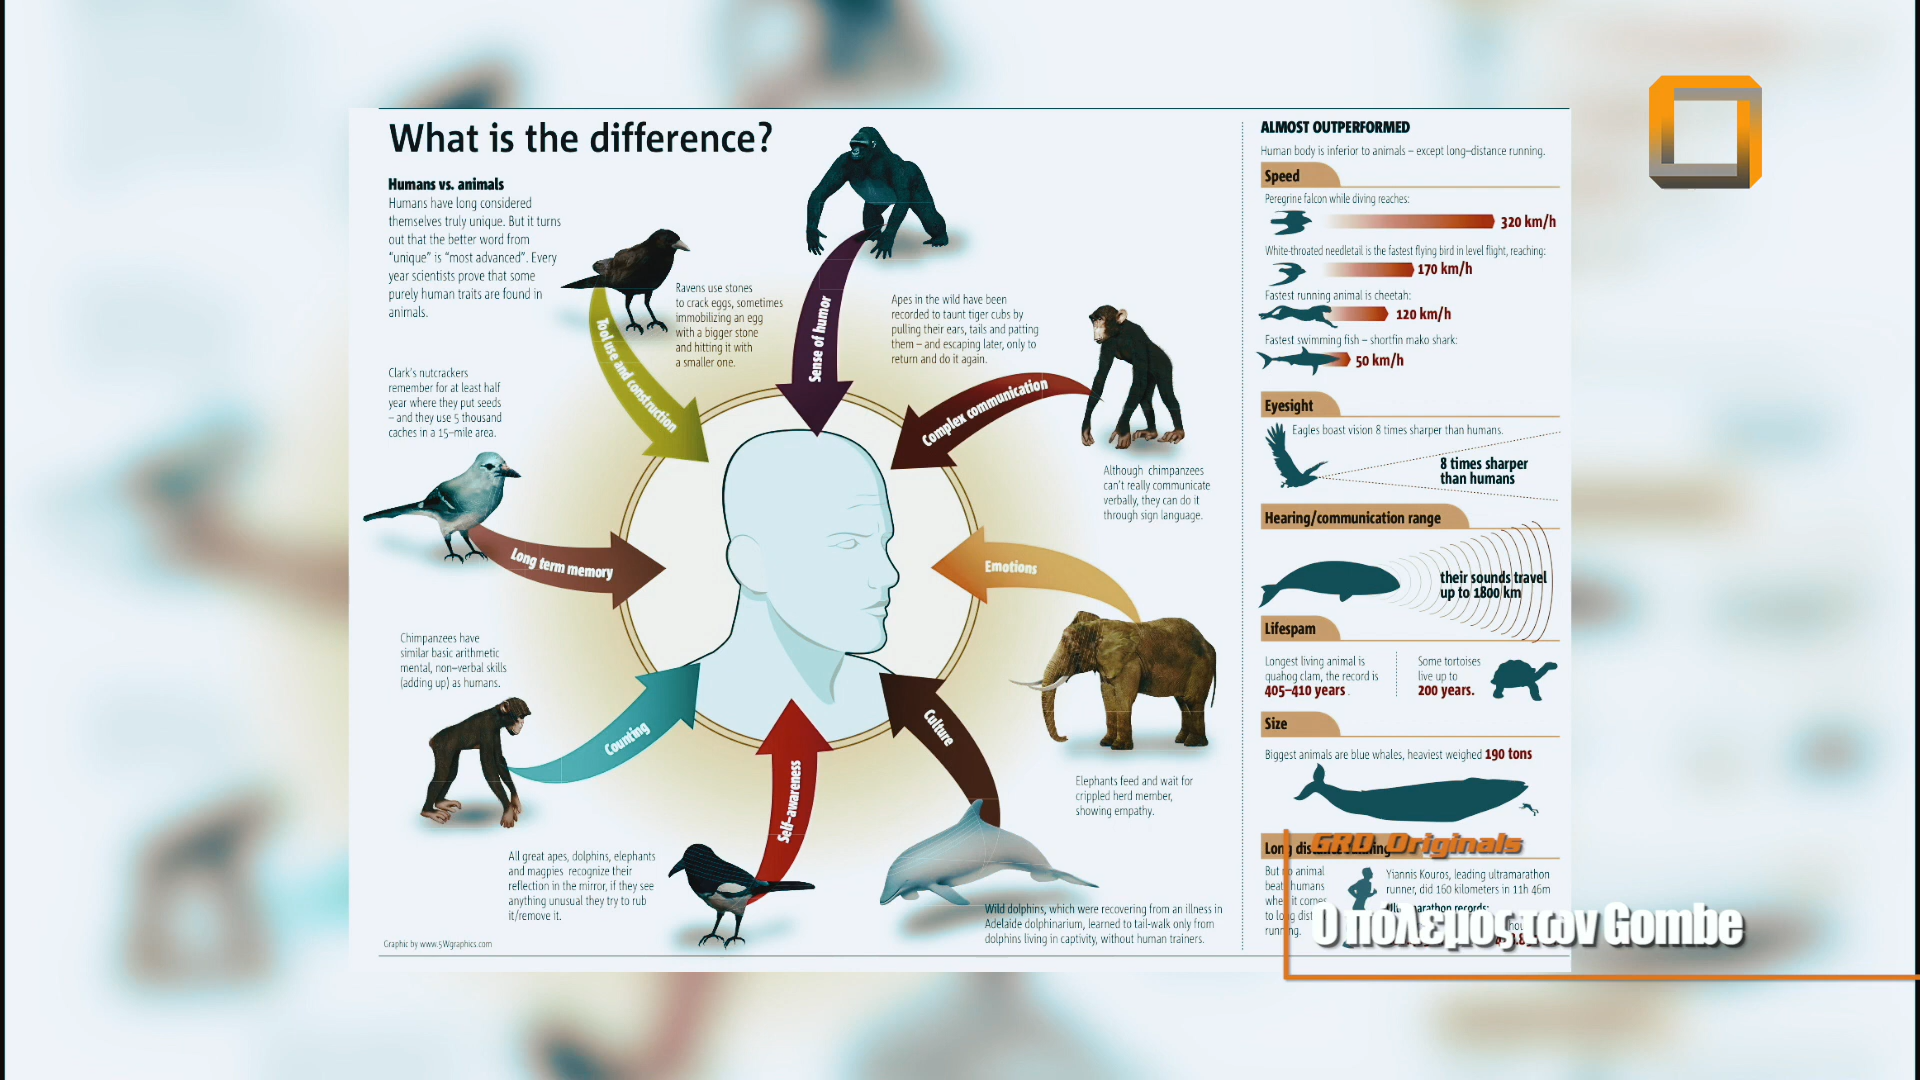 What is the difference?
Humans vs. animals
Humans have long considered
themselves truly unique. But it turns
out that the better word from
“unique” is “most advanced”. Every
year scientists prove that some
purely human traits are found in
animals.
Ravens use stones
to crack eggs, sometimes
immobilizing an egg
with a bigger stone
and hitting it with
a smaller one.
Tool use and construction
Sense of humor
Apes in the wild have been
recorded to taunt tiger cubs by
pulling their ears, tails and patting
them – and escaping later, only to
return and do it again.
Complex communication
Although chimpanzees
can't really communicate
verbally, they can do it
through sign language.
Clark's nutcrackers
remember for at least half
year where they put seeds
– and they use 5 thousand
caches in a 15-mile area.
Long term memory
Emotions
Elephants feed and wait for
crippled herd member,
showing empathy.
Chimpanzees have
similar basic arithmetic
mental, non-verbal skills
(adding up) as humans.
Counting
Self-awareness
Culture
All great apes, dolphins, elephants
and magpies recognize their
reflection in the mirror, if they see
anything unusual they try to rub
it/remove it.
Wild dolphins, which were recovering from an illness in
Adelaide dolphinarium, learned to tail-walk only from
dolphins living in captivity, without human trainers.
Graphic by www.5Wgraphics.com
ALMOST OUTPERFORMED
Human body is inferior to animals – except long-distance running.
Speed
Peregrine falcon while diving reaches:
320 km/h
White-throated needletail is the fastest flying bird in level flight, reaching:
170 km/h
Fastest running animal is cheetah:
120 km/h
Fastest swimming fish – shortfin mako shark:
50 km/h
Eyesight
Eagles boast vision 8 times sharper than humans.
8 times sharper
than humans
Hearing/communication range
their sounds travel
up to 1800 km
Lifespam
Longest living animal is
quahog clam, the record is
405–410 years.
Some tortoises
live up to
200 years.
Size
Biggest animals are blue whales, heaviest weighed 190 tons
GRD Originals
But no animal
beats humans
when it comes
to long
running.
Yiannis Kouros, leading ultramarathon
runner, did 160 kilometers in 11h 46m
records:
Ο πόλεμος των Gombe